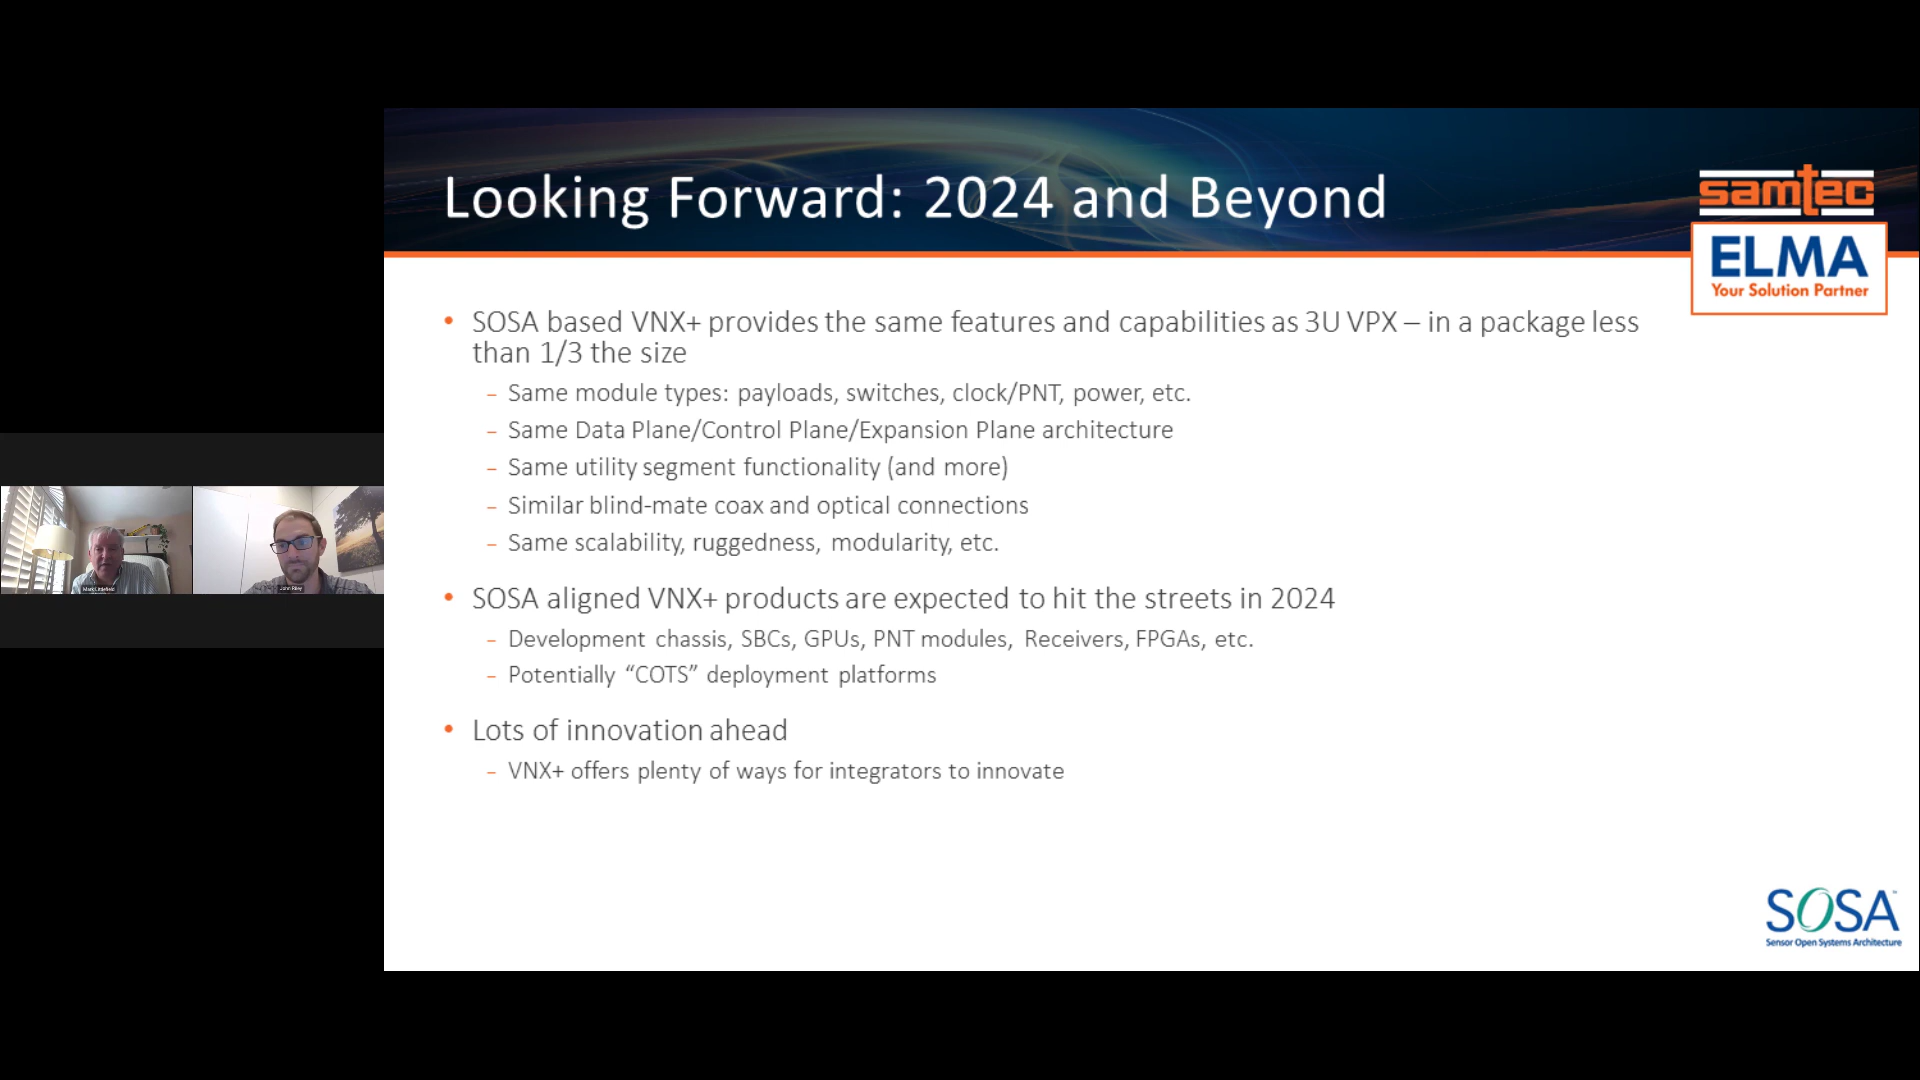 Looking Forward: 2024 and Beyond
samtec
ELMA
Your Solution Partner
• SOSA based VNX+ provides the same features and capabilities as 3U VPX – in a package less
than 1/3 the size
– Same module types: payloads, switches, clock/PNT, power, etc.
– Same Data Plane/Control Plane/Expansion Plane architecture
– Same utility segment functionality (and more)
– Similar blind-mate coax and optical connections
– Same scalability, ruggedness, modularity, etc.
• SOSA aligned VNX+ products are expected to hit the streets in 2024
– Development chassis, SBCs, GPUs, PNT modules, Receivers, FPGAs, etc.
– Potentially “COTS” deployment platforms
• Lots of innovation ahead
– VNX+ offers plenty of ways for integrators to innovate
Mark Littlefield
John Riley
SOSA™
Sensor Open Systems Architecture